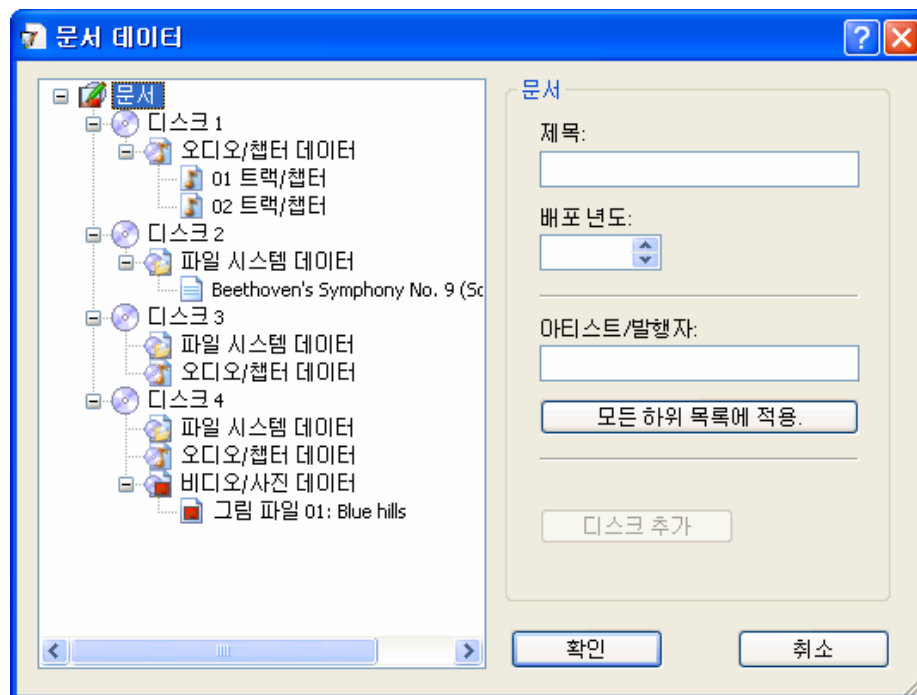 문서 데이터
문서
디스크 1
오디오/챕터 데이터
01 트랙/챕터
02 트랙/챕터
디스크 2
파일 시스템 데이터
Beethoven's Symphony No. 9 (Sc
디스크 3
파일 시스템 데이터
오디오/챕터 데이터
디스크 4
파일 시스템 데이터
오디오/챕터 데이터
비디오/사진 데이터
그림 파일 01: Blue hills
문서
제목:
배포 년도:
아티스트/발행자:
모든 하위 목록에 적용.
디스크 추가
확인
취소